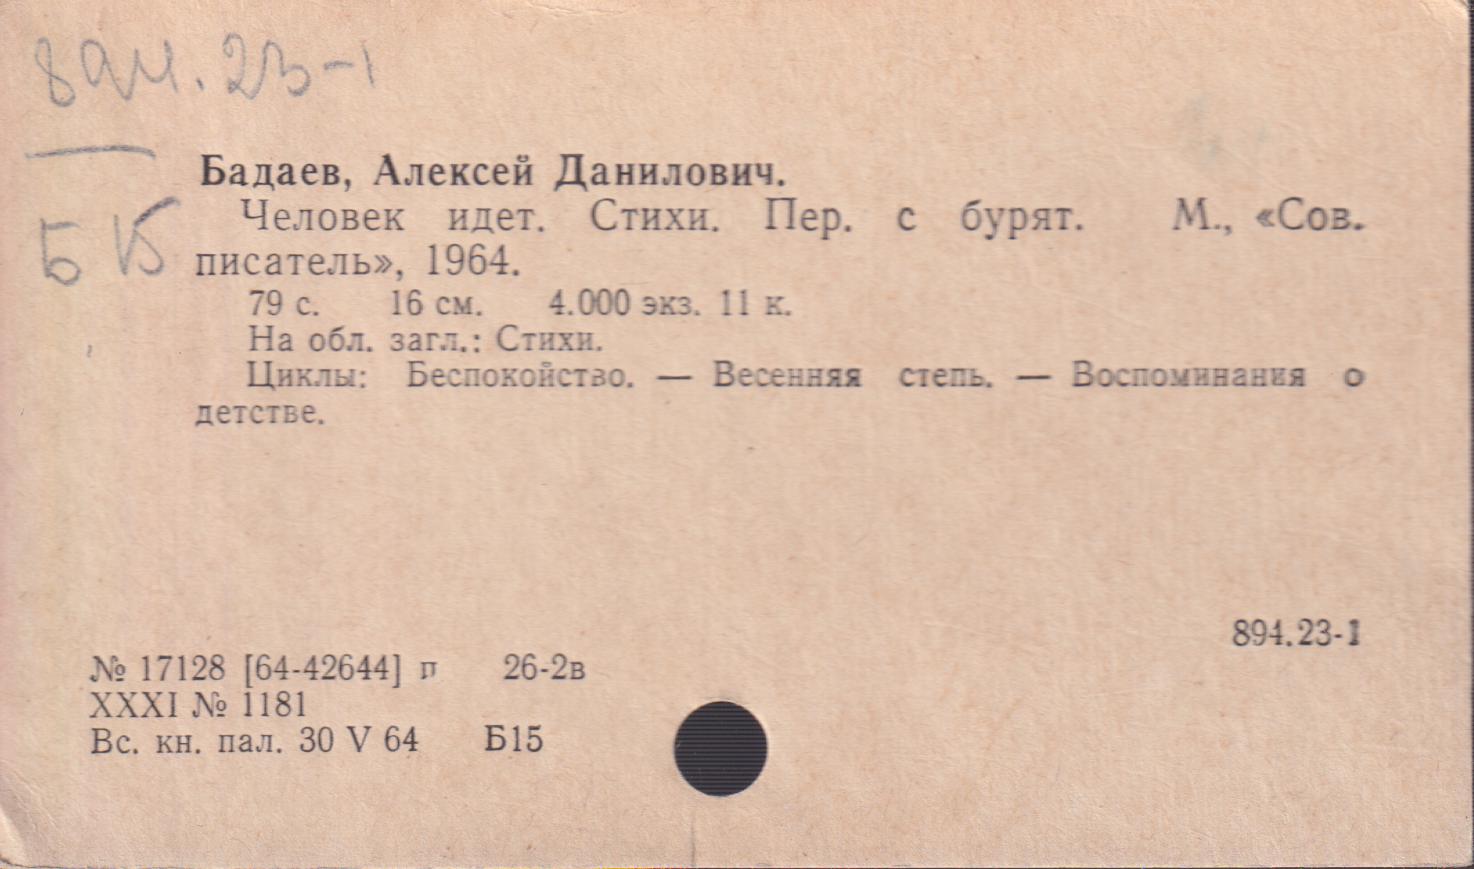 894.23-1
Бадаев, Алексей Данилович.
Человек идет. Стихи. Пер. с бурят. М., «Сов.
Б 15
писатель», 1964.
79 с. 16 см. 4.000 экз. 11 к.
На обл. загл.: Стихи.
Циклы: Беспокойство. — Весенняя степь. — Воспоминания о
детстве.
894.23-1
№ 17128 [64-42644] п 26-2в
XXXI № 1181
Вс. кн. пал. 30 V 64 Б15